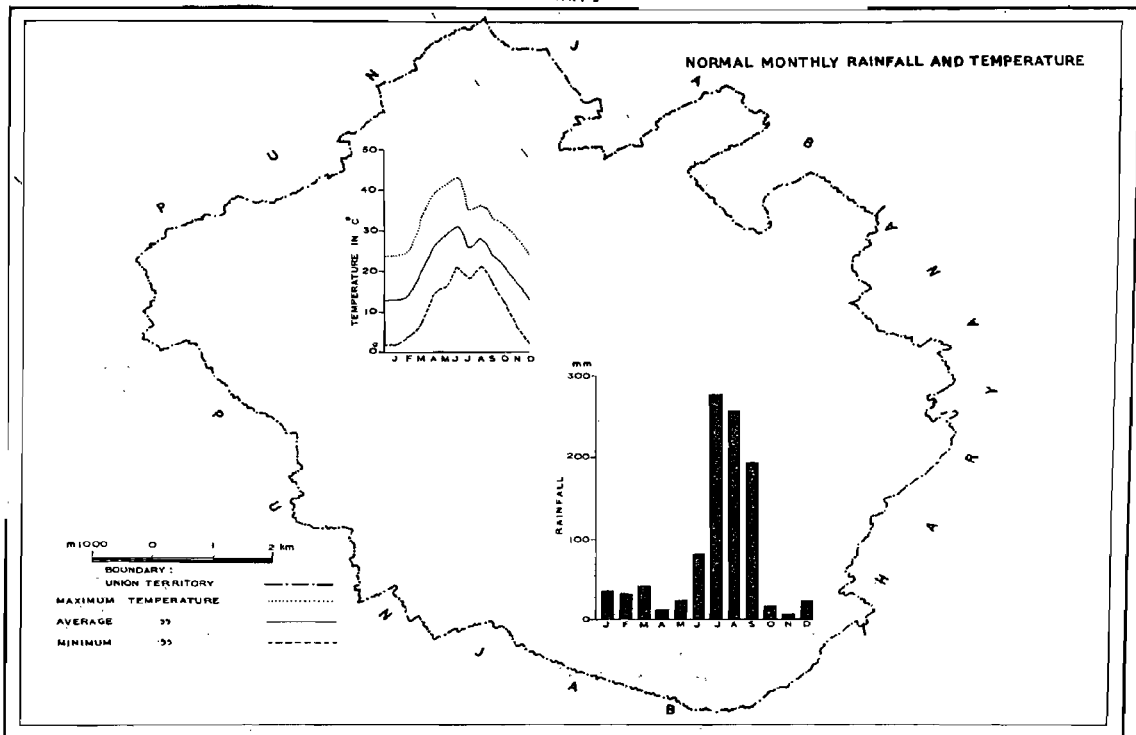 NORMAL MONTHLY RAINFALL AND TEMPERATURE
P U N J A B
H A R Y A N A
P U N J A B
TEMPERATURE IN C°
50
40
30
20
10
0
J F M A M J J A S O N D
mm
300
200
100
0
RAINFALL
J F M A M J J A S O N D
m 1000 0 1 2 km
BOUNDARY :
UNION TERRITORY
MAXIMUM TEMPERATURE
AVERAGE "
MINIMUM "